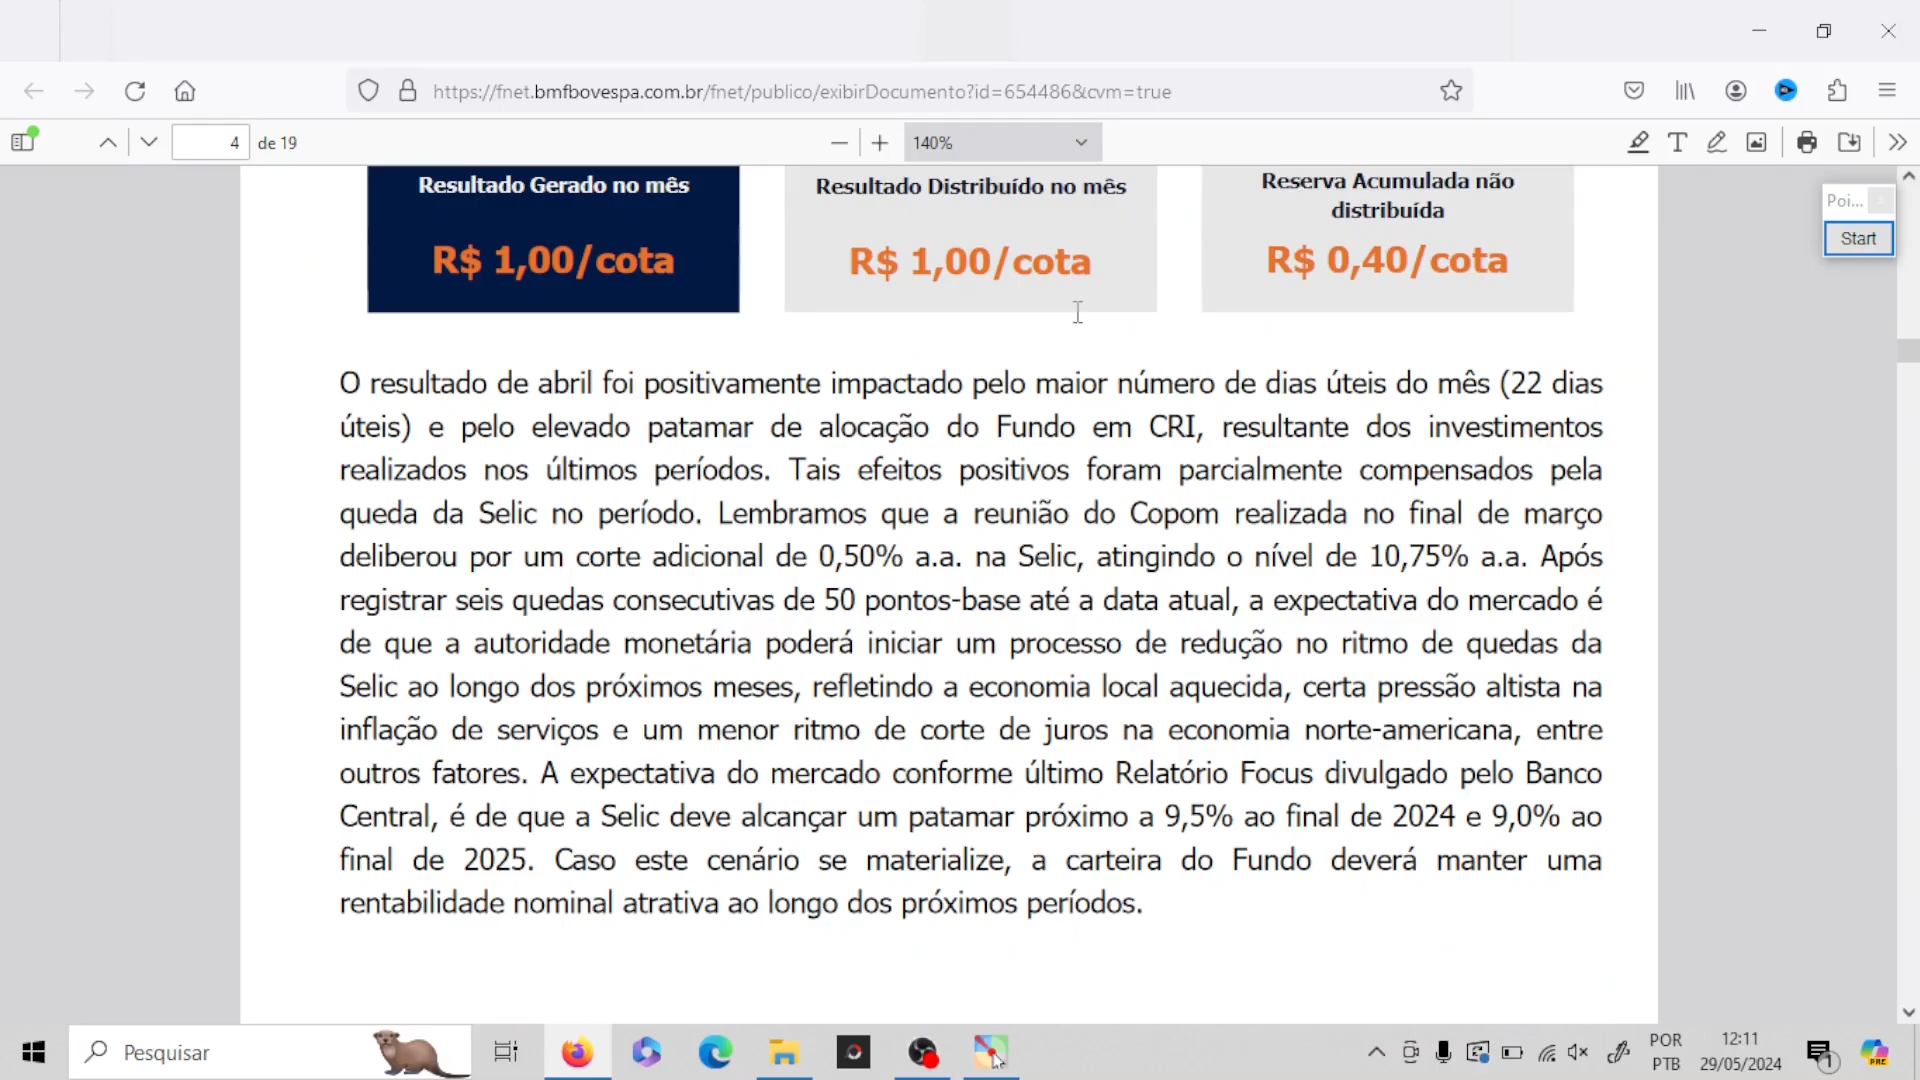 https://fnet.bmfbovespa.com.br/fnet/publico/exibirDocumento?id=654486&cvm=true
4 de 19
140%
Resultado Gerado no mês
R$ 1,00/cota
Resultado Distribuído no mês
R$ 1,00/cota
Reserva Acumulada não
distribuída
R$ 0,40/cota
Poi...
Start
O resultado de abril foi positivamente impactado pelo maior número de dias úteis do mês (22 dias
úteis) e pelo elevado patamar de alocação do Fundo em CRI, resultante dos investimentos
realizados nos últimos períodos. Tais efeitos positivos foram parcialmente compensados pela
queda da Selic no período. Lembramos que a reunião do Copom realizada no final de março
deliberou por um corte adicional de 0,50% a.a. na Selic, atingindo o nível de 10,75% a.a. Após
registrar seis quedas consecutivas de 50 pontos-base até a data atual, a expectativa do mercado é
de que a autoridade monetária poderá iniciar um processo de redução no ritmo de quedas da
Selic ao longo dos próximos meses, refletindo a economia local aquecida, certa pressão altista na
inflação de serviços e um menor ritmo de corte de juros na economia norte-americana, entre
outros fatores. A expectativa do mercado conforme último Relatório Focus divulgado pelo Banco
Central, é de que a Selic deve alcançar um patamar próximo a 9,5% ao final de 2024 e 9,0% ao
final de 2025. Caso este cenário se materialize, a carteira do Fundo deverá manter uma
rentabilidade nominal atrativa ao longo dos próximos períodos.
Pesquisar
POR
PTB
12:11
29/05/2024
1
PRE